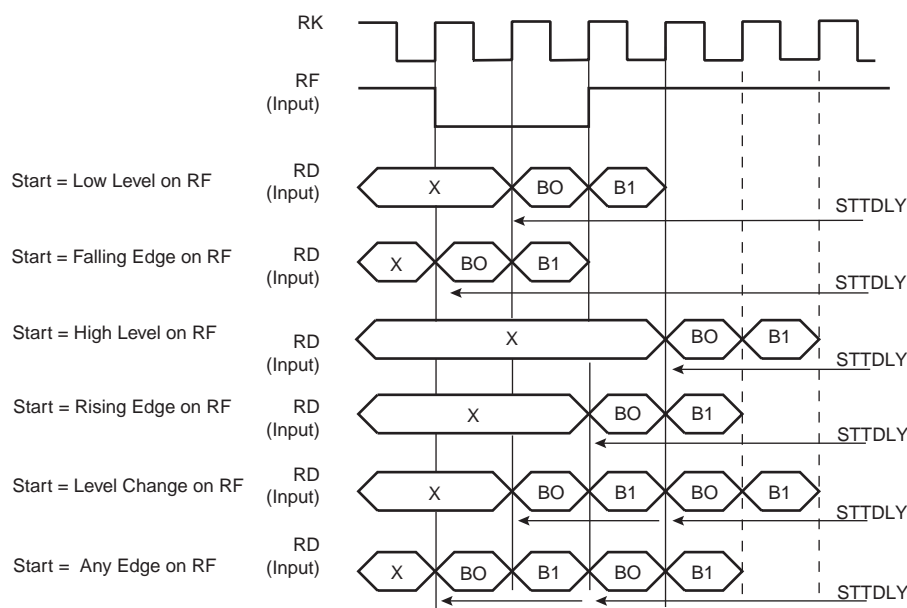 RK
RF
(Input)
Start = Low Level on RF
RD
(Input)
X
BO
B1
STTDLY
Start = Falling Edge on RF
RD
(Input)
X
BO
B1
STTDLY
Start = High Level on RF
RD
(Input)
X
BO
B1
STTDLY
Start = Rising Edge on RF
RD
(Input)
X
BO
B1
STTDLY
Start = Level Change on RF
RD
(Input)
X
BO
B1
BO
B1
STTDLY
Start = Any Edge on RF
RD
(Input)
X
BO
B1
BO
B1
STTDLY